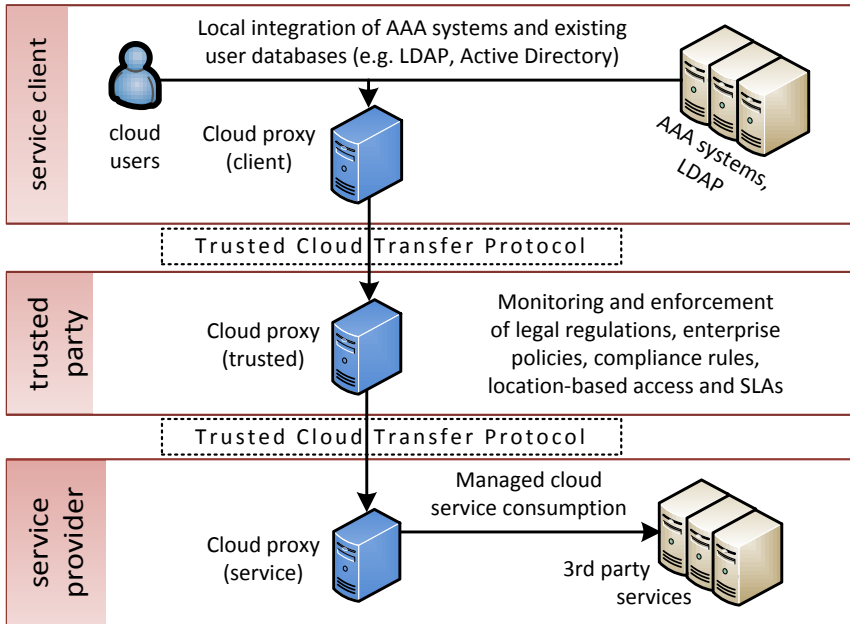 service client
Local integration of AAA systems and existing
user databases (e.g. LDAP, Active Directory)
cloud
users
Cloud proxy
(client)
AAA systems,
LDAP
Trusted Cloud Transfer Protocol
trusted
party
Cloud proxy
(trusted)
Monitoring and enforcement
of legal regulations, enterprise
policies, compliance rules,
location-based access and SLAs
Trusted Cloud Transfer Protocol
service
provider
Cloud proxy
(service)
Managed cloud
service consumption
3rd party
services